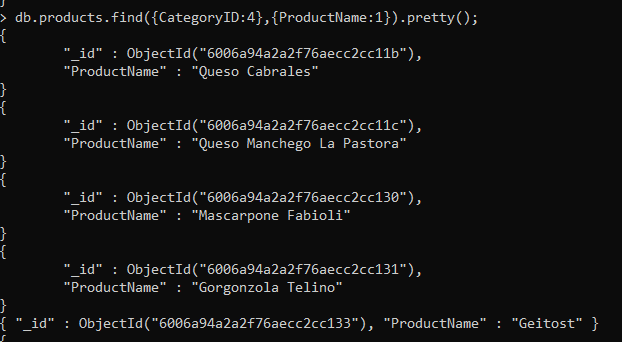 }
> db.products.find({CategoryID:4},{ProductName:1}).pretty();
{
        "_id" : ObjectId("6006a94a2a2f76aecc2cc11b"),
        "ProductName" : "Queso Cabrales"
}
{
        "_id" : ObjectId("6006a94a2a2f76aecc2cc11c"),
        "ProductName" : "Queso Manchego La Pastora"
}
{
        "_id" : ObjectId("6006a94a2a2f76aecc2cc130"),
        "ProductName" : "Mascarpone Fabioli"
}
{
        "_id" : ObjectId("6006a94a2a2f76aecc2cc131"),
        "ProductName" : "Gorgonzola Telino"
}
{ "_id" : ObjectId("6006a94a2a2f76aecc2cc133"), "ProductName" : "Geitost" }
{